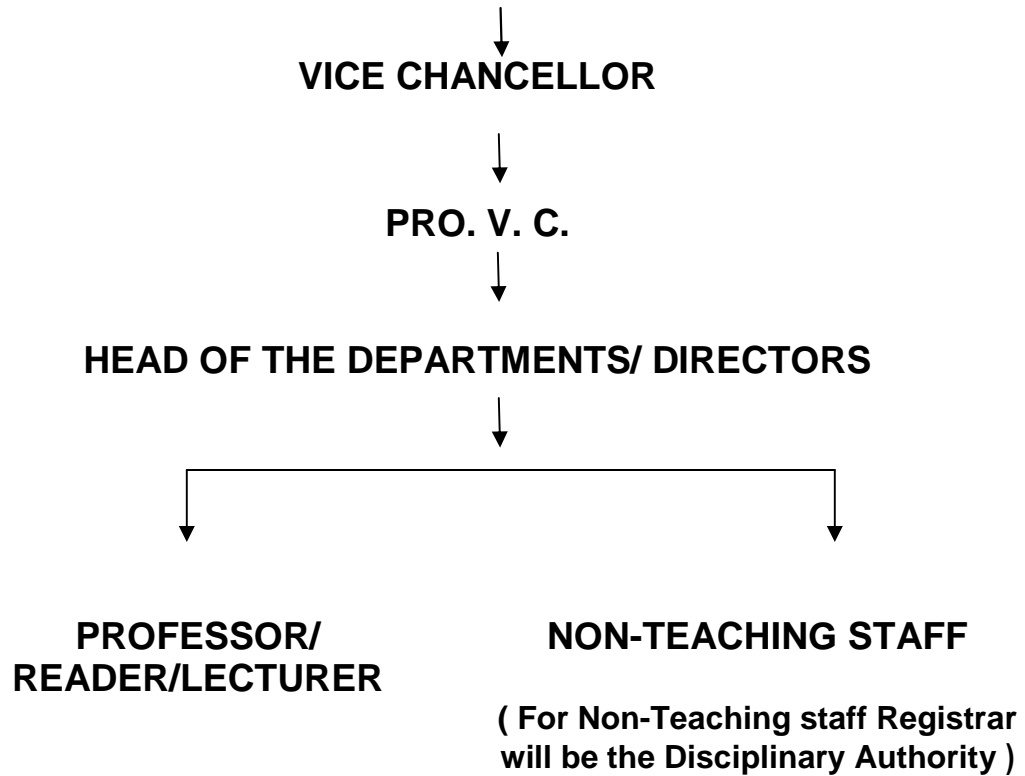 VICE CHANCELLOR
PRO. V. C.
HEAD OF THE DEPARTMENTS/ DIRECTORS
PROFESSOR/
READER/LECTURER
NON-TEACHING STAFF
( For Non-Teaching staff Registrar
will be the Disciplinary Authority )